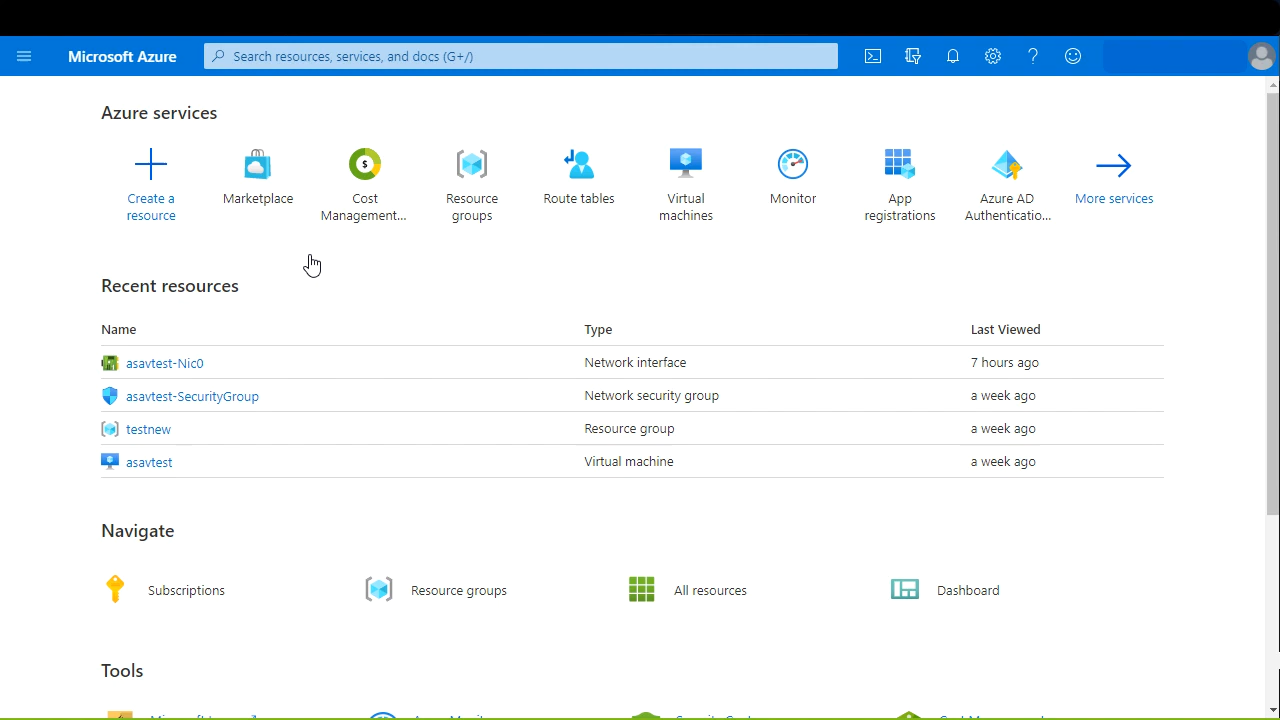 Microsoft Azure
Search resources, services, and docs (G+/)
Azure services
Create a resource
Marketplace
Cost Management...
Resource groups
Route tables
Virtual machines
Monitor
App registrations
Azure AD Authenticatio...
More services
Recent resources
Name Type Last Viewed
asavtest-Nic0 Network interface 7 hours ago
asavtest-SecurityGroup Network security group a week ago
testnew Resource group a week ago
asavtest Virtual machine a week ago
Navigate
Subscriptions Resource groups All resources Dashboard
Tools